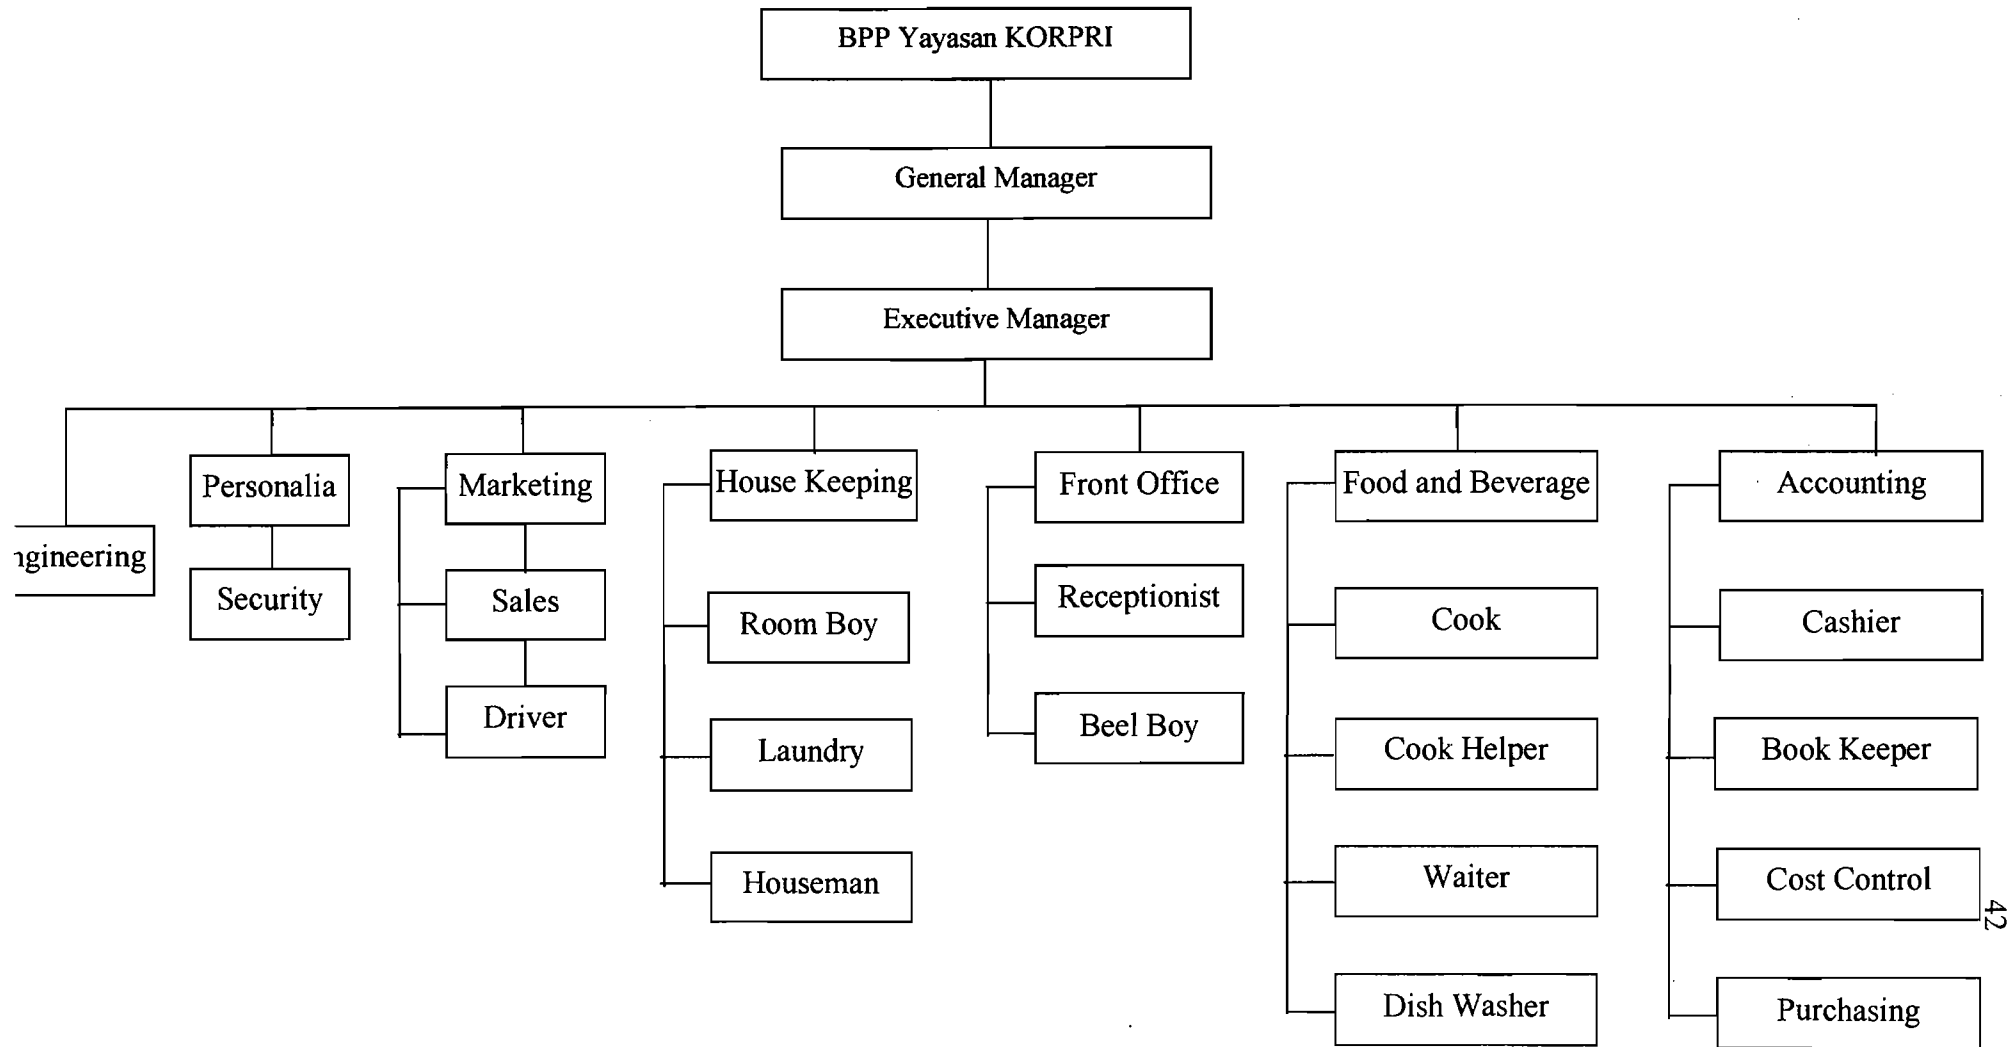 BPP Yayasan KORPRI
General Manager
Executive Manager
Personalia
Marketing
House Keeping
Front Office
Food and Beverage
Accounting
ngineering
Security
Sales
Driver
Room Boy
Laundry
Houseman
Receptionist
Beel Boy
Cook
Cook Helper
Waiter
Dish Washer
Cashier
Book Keeper
Cost Control
Purchasing
42